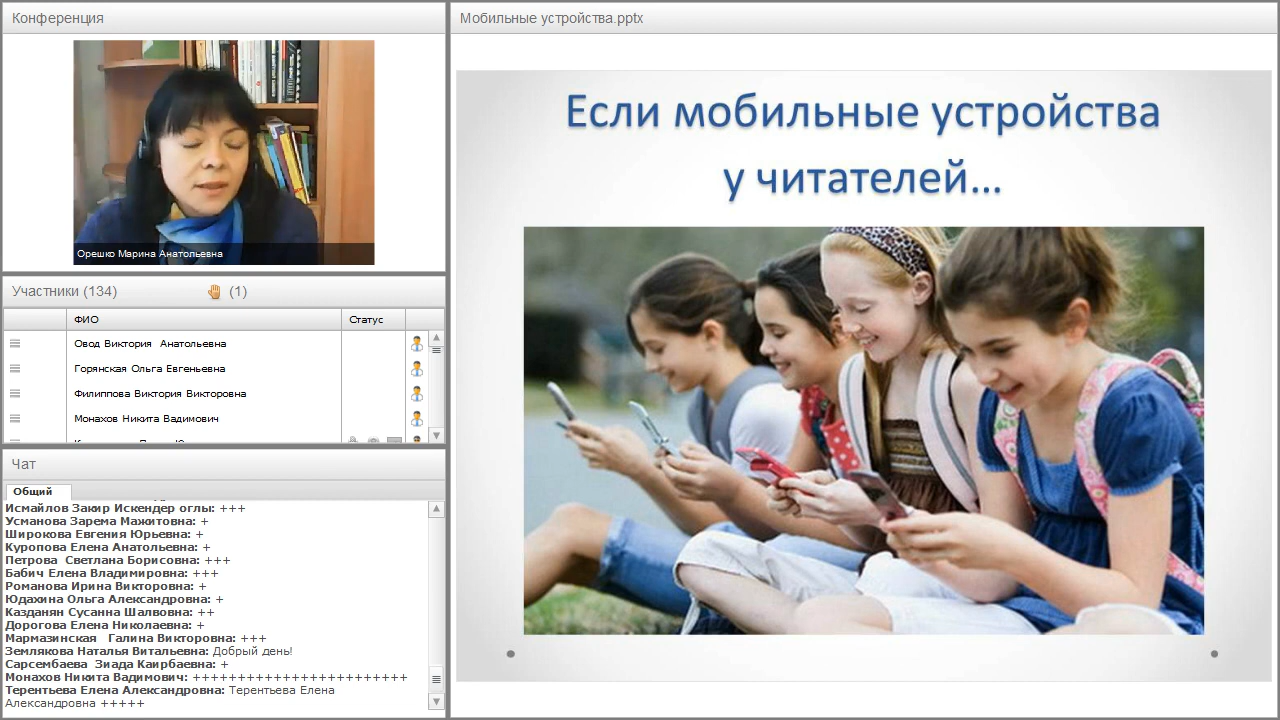 Конференция
Орешко Марина Анатольевна
Участники (134)
(1)
ФИО
Статус
Овод Виктория Анатольевна
Горянская Ольга Евгеньевна
Филиппова Виктория Викторовна
Монахов Никита Вадимович
Чат
Общий
Исмайлов Закир Искендер оглы: +++
Усманова Зарема Мажитовна: +
Широкова Евгения Юрьевна: +
Куропова Елена Анатольевна: +
Петрова Светлана Борисовна: +++
Бабич Елена Владимировна: +++
Романова Ирина Викторовна: +
Юдахина Ольга Александровна: +
Казданян Сусанна Шалвовна: ++
Дорогова Елена Николаевна: +
Мармазинская Галина Викторовна: +++
Землякова Наталья Витальевна: Добрый день!
Сарсембаева Зиада Каирбаевна: +
Монахов Никита Вадимович: ++++++++++++++++++++++++
Терентьева Елена Александровна: Терентьева Елена
Александровна +++++
Мобильные устройства.pptx
Если мобильные устройства
у читателей...